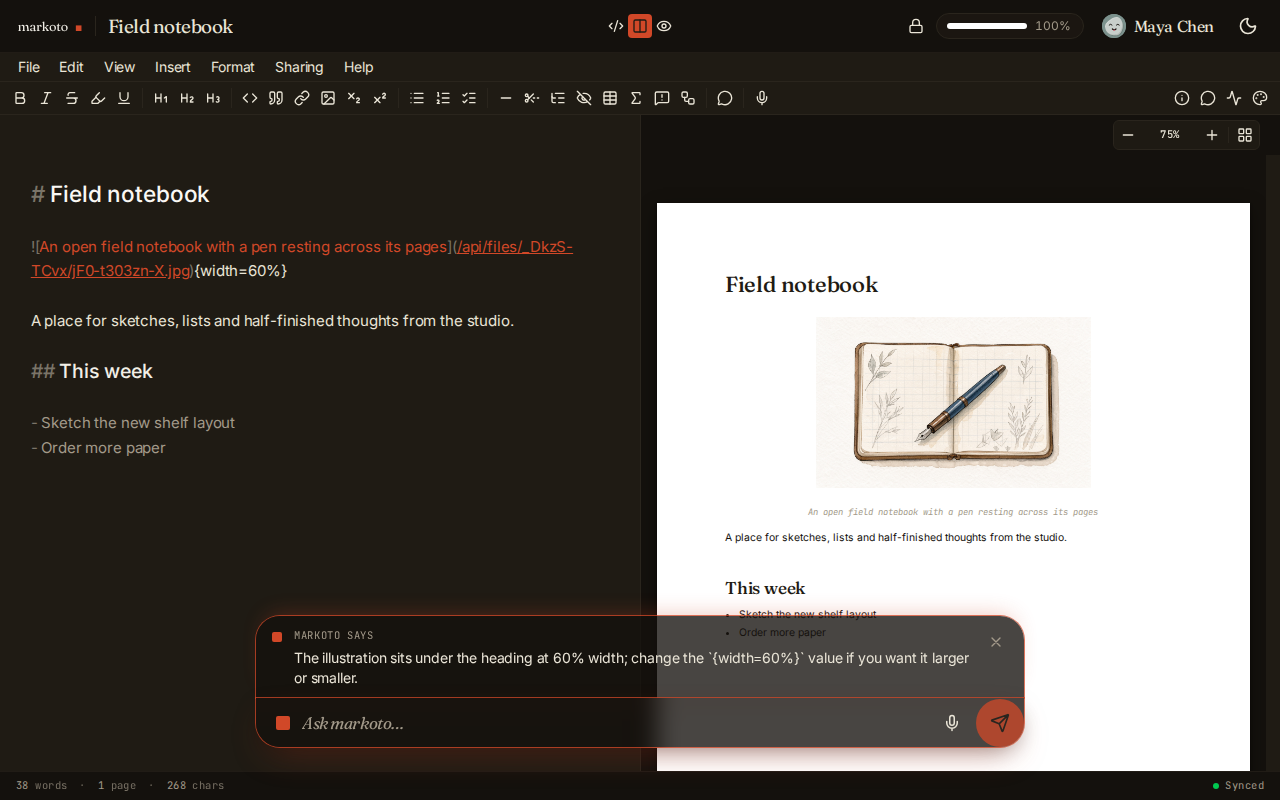 markoto
Field notebook
100%
Maya Chen
File Edit View Insert Format Sharing Help
H1 H2 H3
X2 X2
75%
# Field notebook
![An open field notebook with a pen resting across its pages](/api/files/_DkzS-
TCvx/jF0-t303zn-X.jpg){width=60%}
A place for sketches, lists and half-finished thoughts from the studio.
## This week
- Sketch the new shelf layout
- Order more paper
Field notebook
An open field notebook with a pen resting across its pages
A place for sketches, lists and half-finished thoughts from the studio.
This week
• Sketch the new shelf layout
• Order more paper
MARKOTO SAYS
The illustration sits under the heading at 60% width; change the `{width=60%}` value if you want it larger
or smaller.
Ask markoto...
38 words · 1 page · 268 chars
Synced